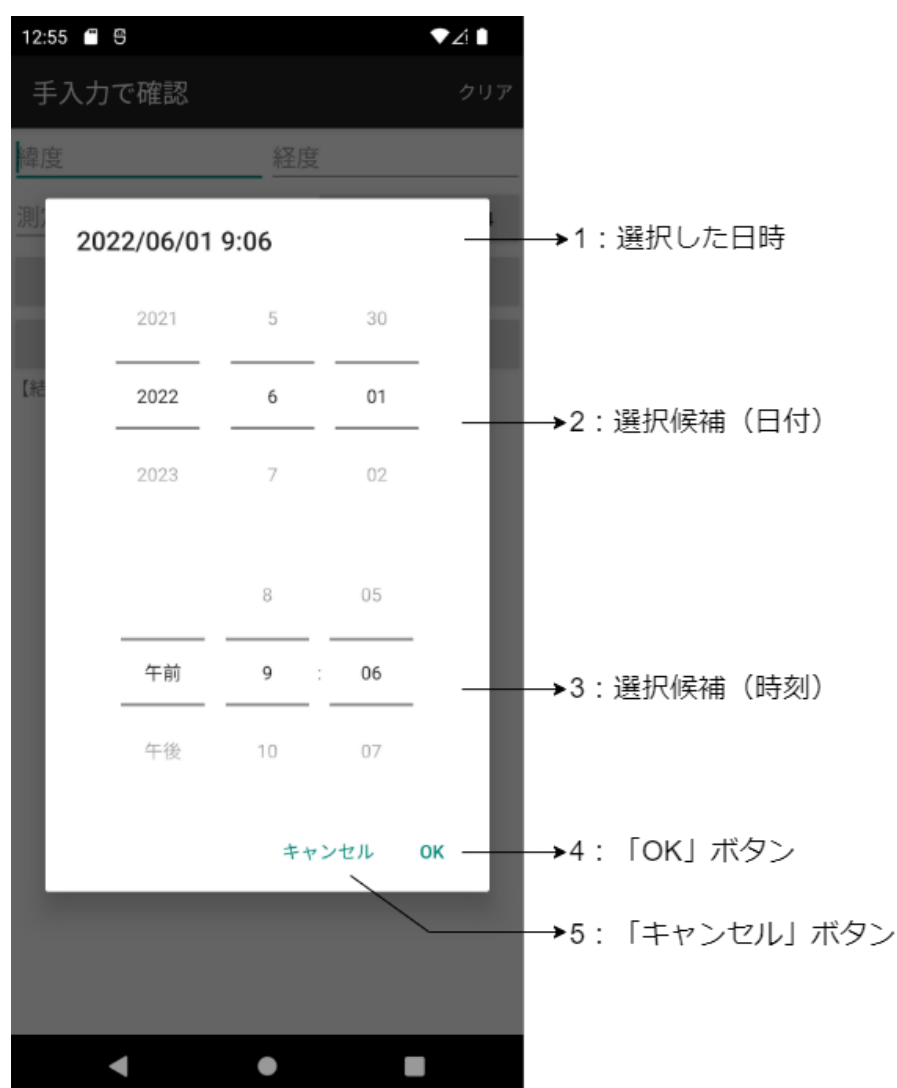 12:55
手入力で確認 クリア
緯度 経度
測
2022/06/01 9:06
1：選択した日時
2021 5 30
【結
2022 6 01
2：選択候補（日付）
2023 7 02
8 05
午前 9 : 06
3：選択候補（時刻）
午後 10 07
キャンセル OK
4：「OK」ボタン
5：「キャンセル」ボタン